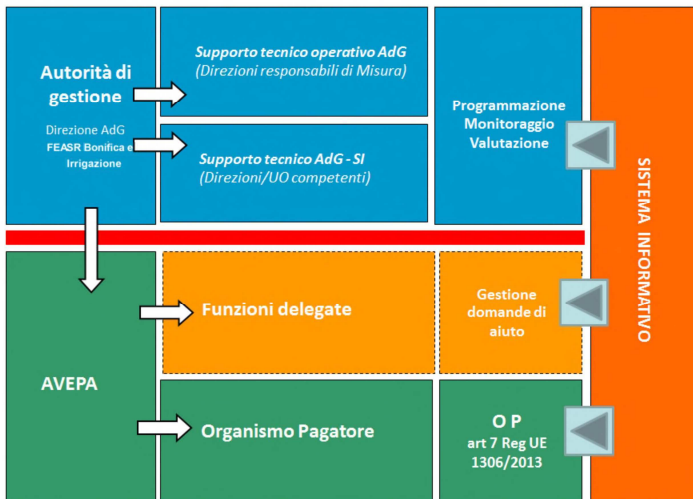 Autorità di
gestione
Direzione AdG
FEASR Bonifica e
Irrigazione
Supporto tecnico operativo AdG
(Direzioni responsabili di Misura)
Supporto tecnico AdG - SI
(Direzioni/UO competenti)
Programmazione
Monitoraggio
Valutazione
SISTEMA INFORMATIVO
AVEPA
Funzioni delegate
Gestione
domande di
aiuto
Organismo Pagatore
O P
art 7 Reg UE
1306/2013